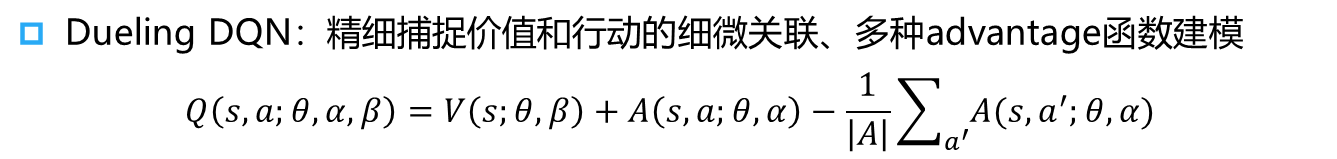 Dueling DQN：精细捕捉价值和行动的细微关联、多种advantage函数建模
Q(s, a; θ, α, β) = V(s; θ, β) + A(s, a; θ, α) − \frac{1}{|A|} ∑_{a′} A(s, a′; θ, α)